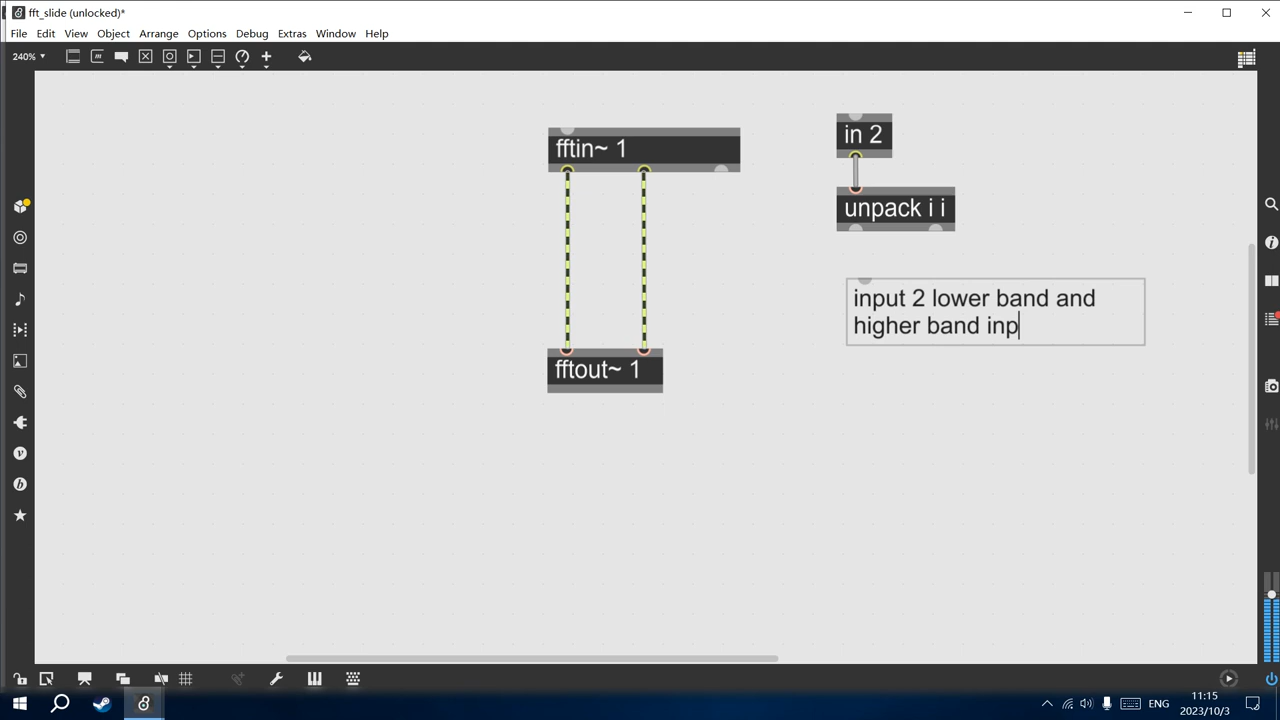 fft_slide (unlocked)*
File Edit View Object Arrange Options Debug Extras Window Help
240%
fftin~ 1
in 2
unpack i i
input 2 lower band and
higher band inp
fftout~ 1
ENG
11:15
2023/10/3